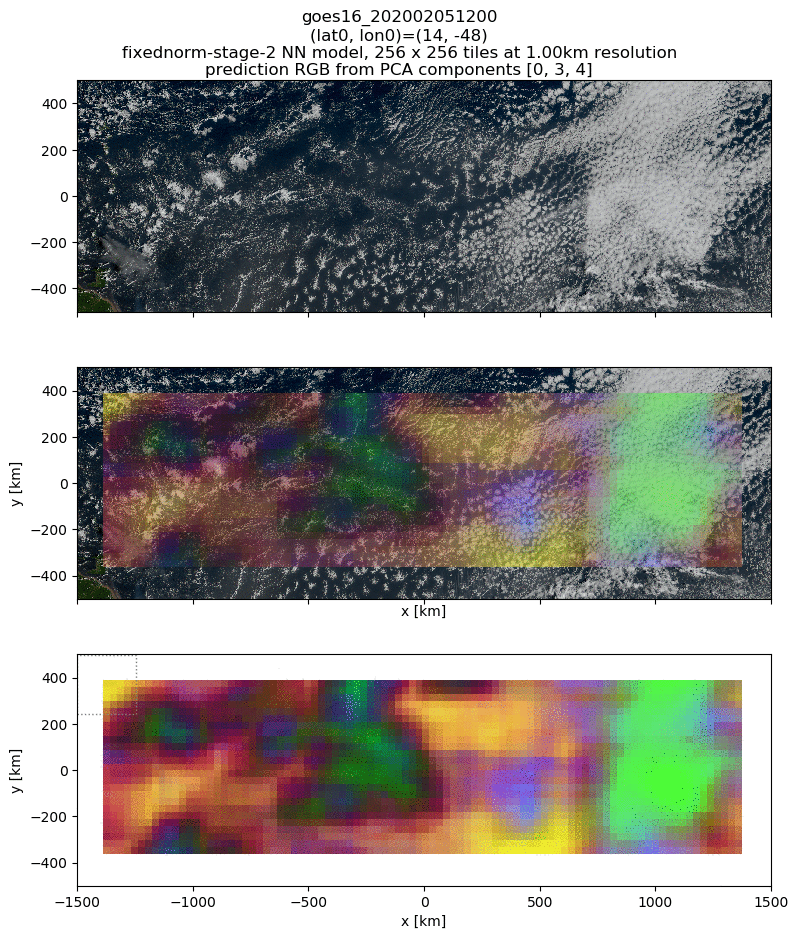 goes16_202002051200
(lat0, lon0)=(14, -48)
fixednorm-stage-2 NN model, 256 x 256 tiles at 1.00km resolution
prediction RGB from PCA components [0, 3, 4]
400
200
0
−200
−400
400
200
0
−200
−400
y [km]
x [km]
400
200
0
−200
−400
y [km]
−1500
−1000
−500
0
500
1000
1500
x [km]